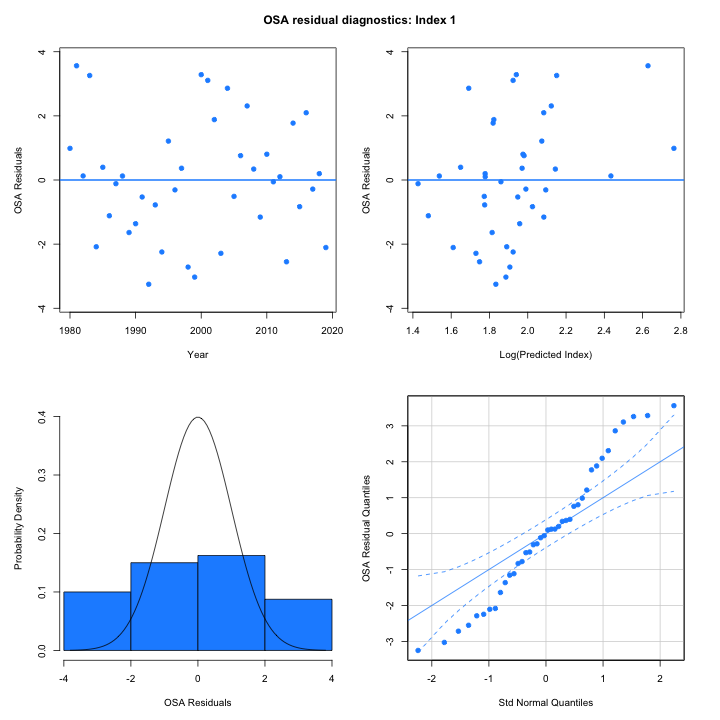 OSA residual diagnostics: Index 1
OSA Residuals
4
2
0
-2
-4
1980 1990 2000 2010 2020
Year
OSA Residuals
4
2
0
-2
-4
1.4 1.6 1.8 2.0 2.2 2.4 2.6 2.8
Log(Predicted Index)
Probability Density
0.4
0.3
0.2
0.1
0.0
-4 -2 0 2 4
OSA Residuals
OSA Residual Quantiles
3
2
1
0
-1
-2
-3
-2 -1 0 1 2
Std Normal Quantiles